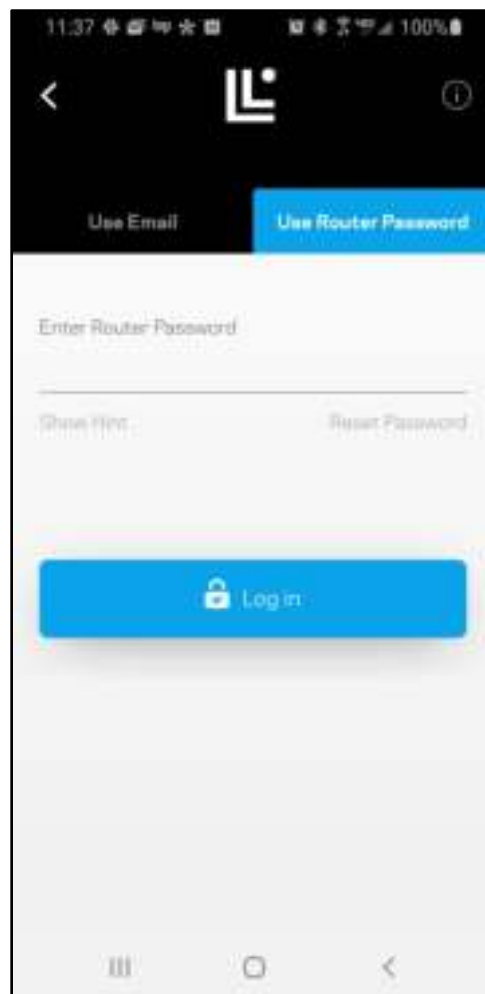 11:37 100%
Use Email Use Router Password
Enter Router Password
Show Hint Reset Password
Log in